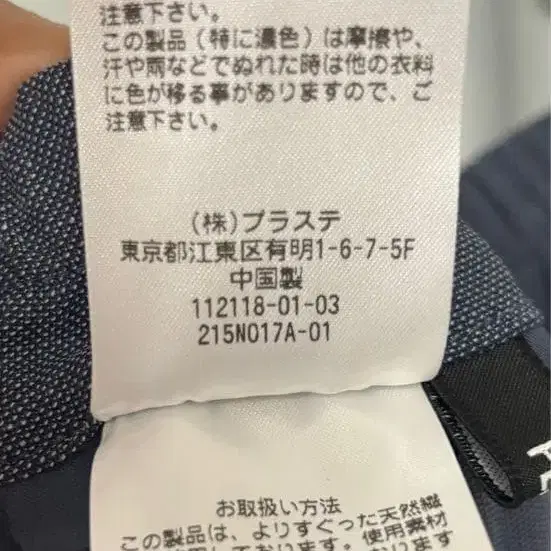 注意下さい。
この製品（特に濃色）は摩擦や、
汗や雨などでぬれた時は他の衣料
に色が移る事がありますので、ご
注意下さい。
（株）プラステ
東京都江東区有明1-6-7-5F
中国製
112118-01-03
215N017A-01
お取扱い方法
この製品は、よりすぐった天然繊
使用素材